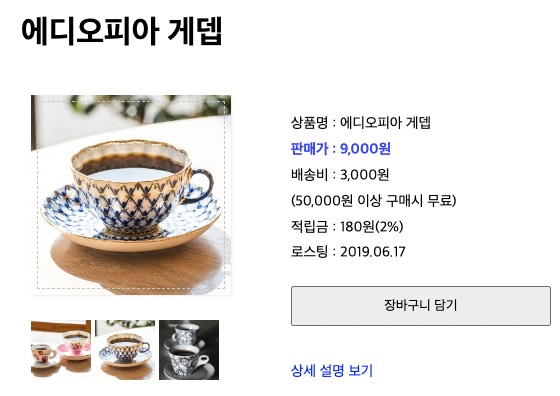 에디오피아 게뎁
상품명 : 에디오피아 게뎁
판매가 : 9,000원
배송비 : 3,000원
(50,000원 이상 구매시 무료)
적립금 : 180원(2%)
로스팅 : 2019.06.17
장바구니 담기
상세 설명 보기